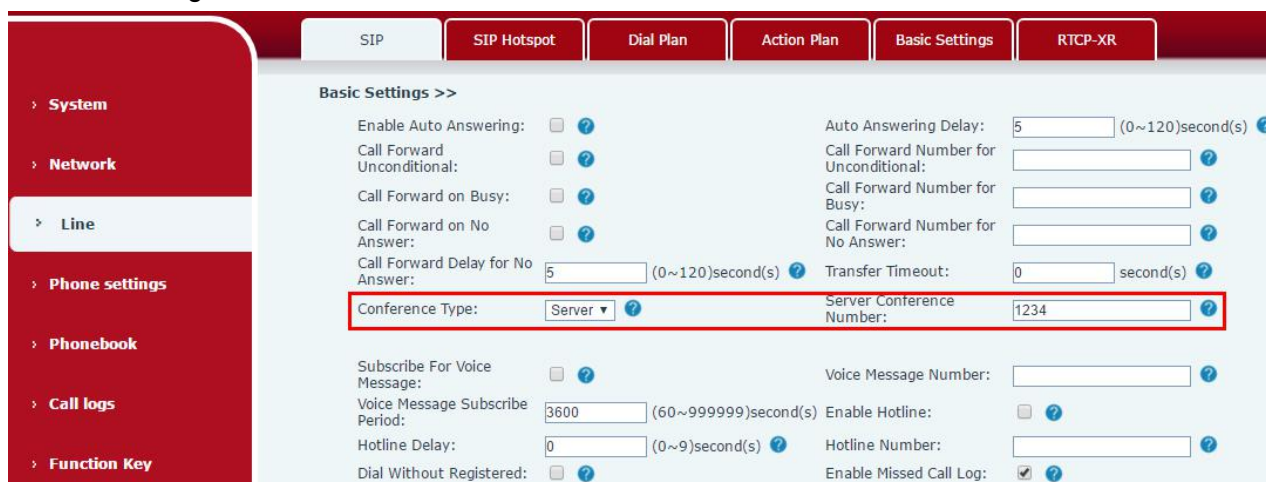 SIP SIP Hotspot Dial Plan Action Plan Basic Settings RTCP-XR
› System
› Network
› Line
› Phone settings
› Phonebook
› Call logs
› Function Key
Basic Settings >>
Enable Auto Answering: Auto Answering Delay: 5 (0~120)second(s)
Call Forward Unconditional: Call Forward Number for Unconditional:
Call Forward on Busy: Call Forward Number for Busy:
Call Forward on No Answer: Call Forward Number for No Answer:
Call Forward Delay for No Answer: 5 (0~120)second(s) Transfer Timeout: 0 second(s)
Conference Type: Server Server Conference Number: 1234
Subscribe For Voice Message: Voice Message Number:
Voice Message Subscribe Period: 3600 (60~999999)second(s) Enable Hotline:
Hotline Delay: 0 (0~9)second(s) Hotline Number:
Dial Without Registered: Enable Missed Call Log: